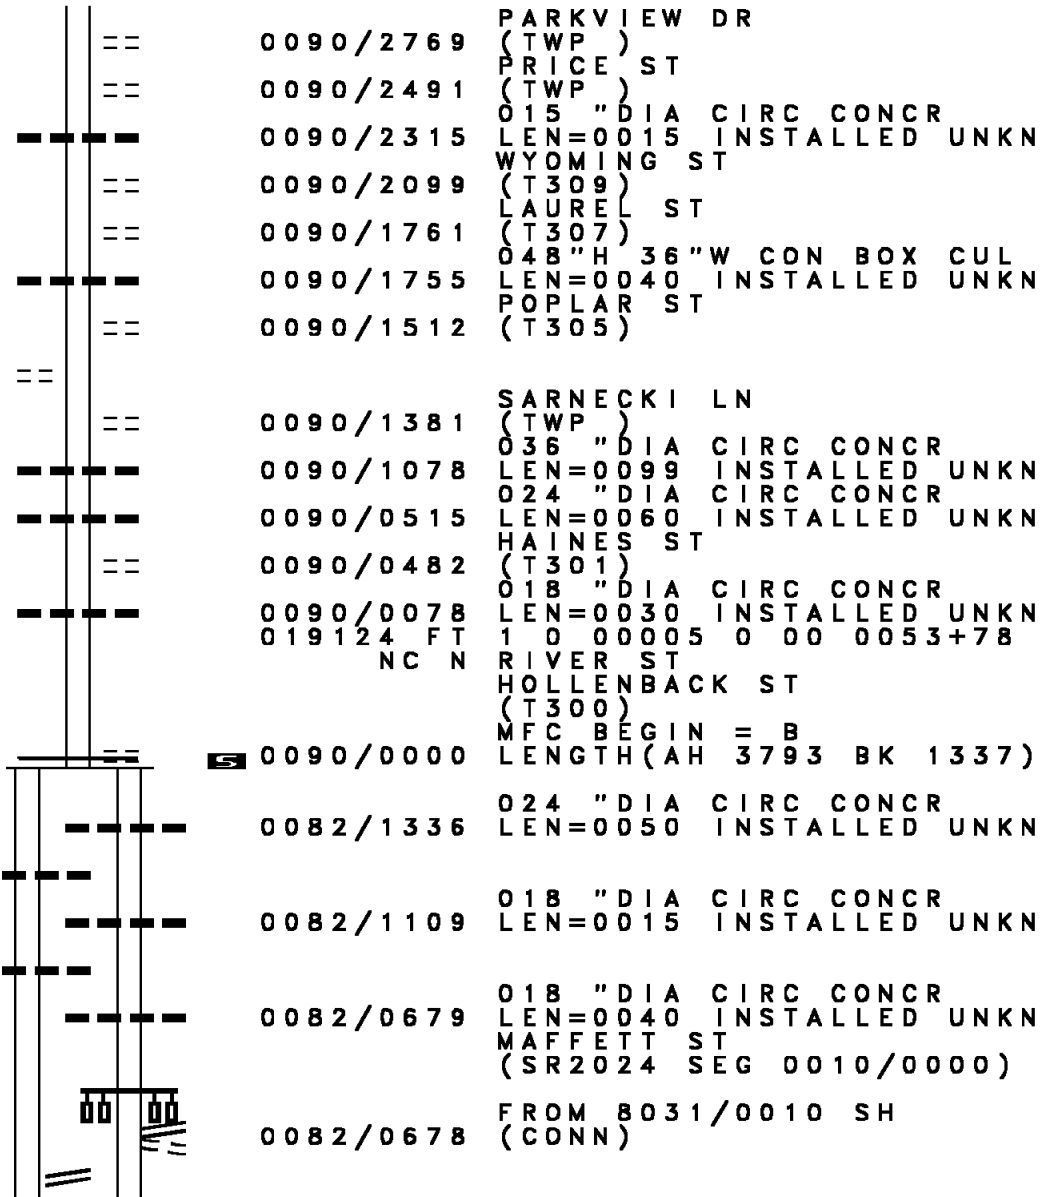 PARKVIEW DR
0090/2769 (TWP )
PRICE ST
0090/2491 (TWP )
015 "DIA CIRC CONCR
0090/2315 LEN=0015 INSTALLED UNKN
WYOMING ST
0090/2099 (T309)
LAUREL ST
0090/1761 (T307)
048"H 36"W CON BOX CUL
0090/1755 LEN=0040 INSTALLED UNKN
POPLAR ST
0090/1512 (T305)
SARNECKI LN
0090/1381 (TWP )
036 "DIA CIRC CONCR
0090/1078 LEN=0099 INSTALLED UNKN
024 "DIA CIRC CONCR
0090/0515 LEN=0060 INSTALLED UNKN
HAINES ST
0090/0482 (T301)
018 "DIA CIRC CONCR
0090/0078 LEN=0030 INSTALLED UNKN
019124 FT 1 0 00005 0 00 0053+78
NC N RIVER ST
HOLLENBACK ST
(T300)
MFC BEGIN = B
S 0090/0000 LENGTH(AH 3793 BK 1337)
024 "DIA CIRC CONCR
0082/1336 LEN=0050 INSTALLED UNKN
018 "DIA CIRC CONCR
0082/1109 LEN=0015 INSTALLED UNKN
018 "DIA CIRC CONCR
0082/0679 LEN=0040 INSTALLED UNKN
MAFFETT ST
(SR2024 SEG 0010/0000)
FROM 8031/0010 SH
0082/0678 (CONN)